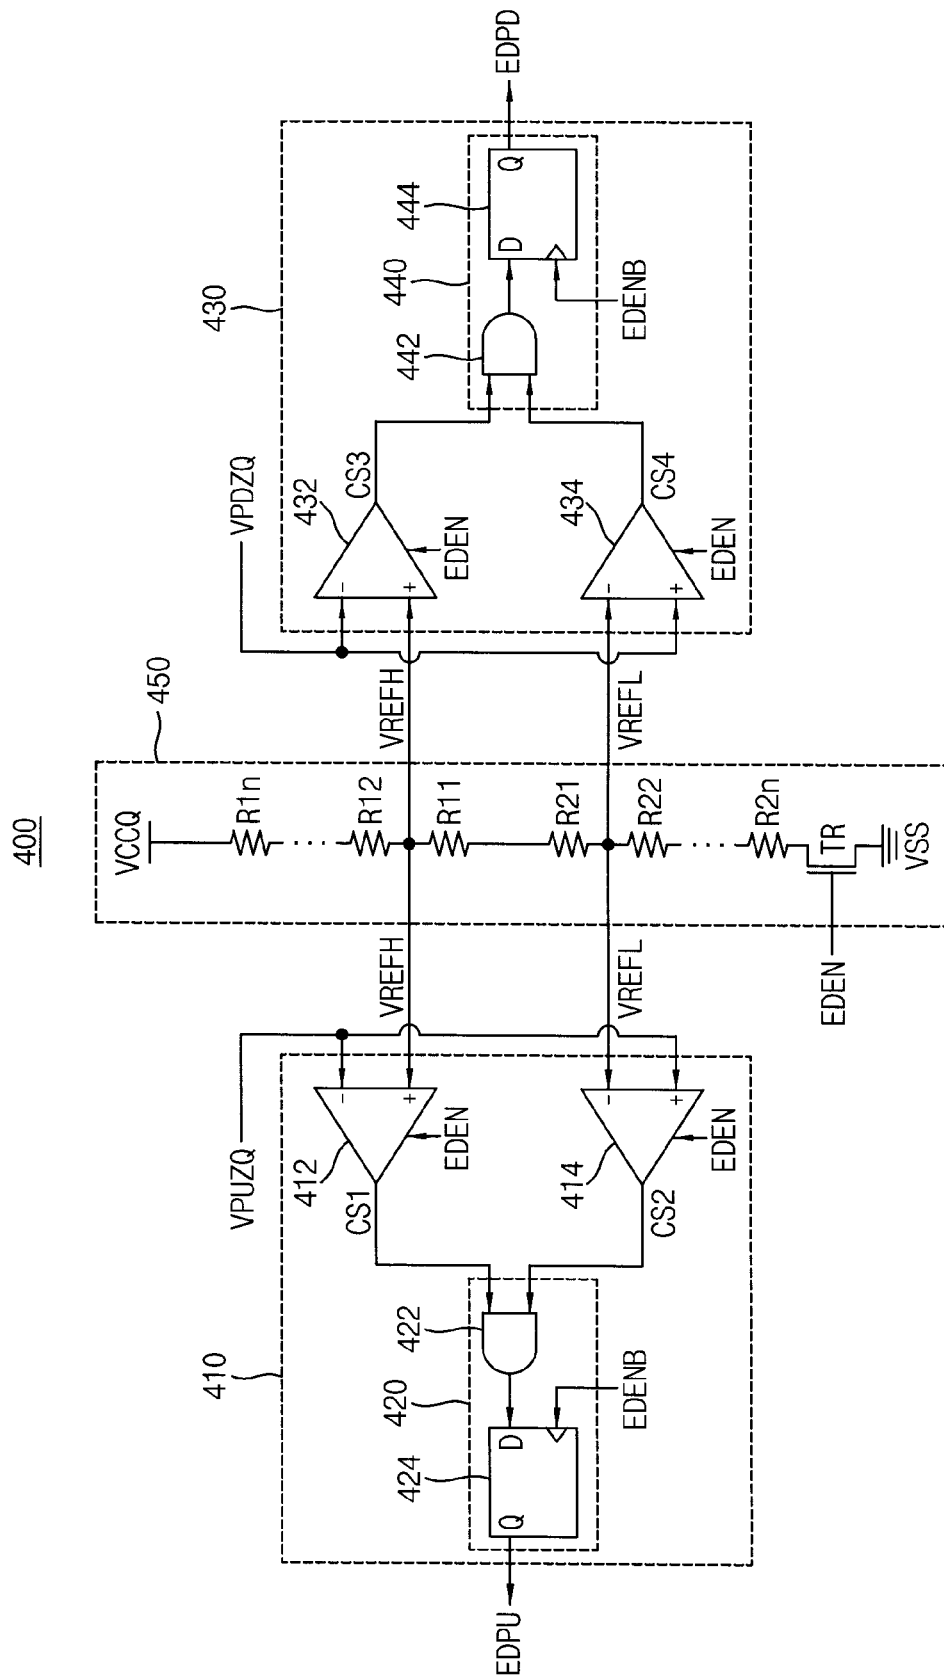 400
450
VCCQ
R1n
R12
R11
R21
R22
R2n
TR
VSS
EDEN
VREFH
VREFH
VREFL
VREFL
VPUZQ
410
-
+
412
EDEN
CS1
-
+
414
EDEN
CS2
420
422
424
D
Q
EDENB
EDPU
VPDZQ
430
-
+
432
EDEN
CS3
-
+
434
EDEN
CS4
440
442
444
D
Q
EDENB
EDPD